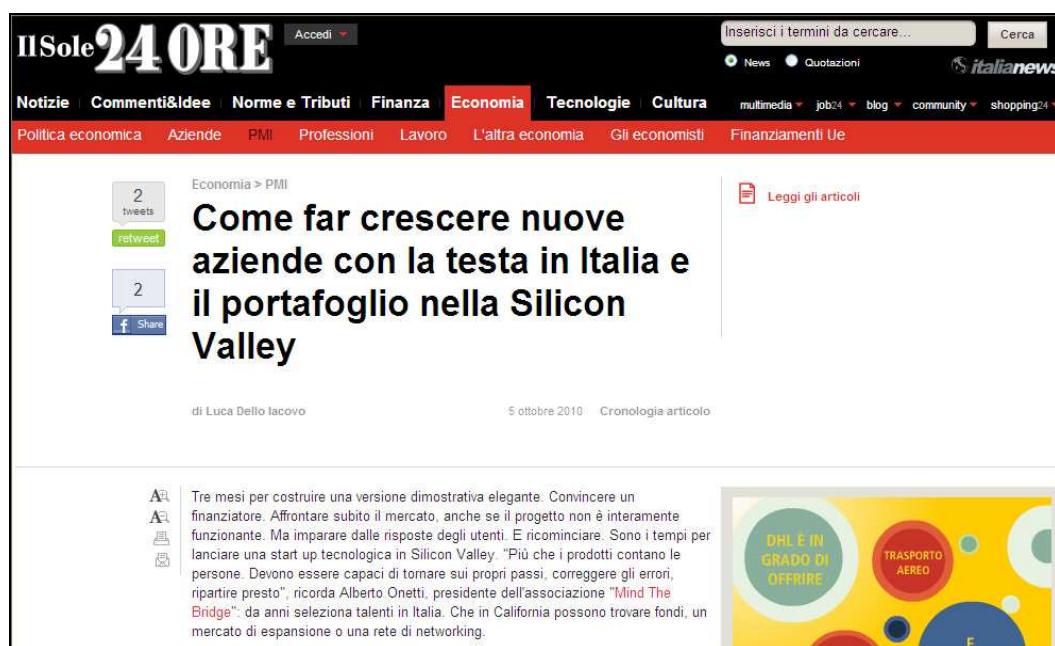 Il Sole 24 ORE
Accedi
Inserisci i termini da cercare...
Cerca
News Quotazioni
italianews
Notizie Commenti&Idee Norme e Tributi Finanza Economia Tecnologie Cultura multimedia job24 blog community shopping24
Politica economica Aziende PMI Professioni Lavoro L'altra economia Gli economisti Finanziamenti Ue
2
tweets
retweet
2
f Share
Economia > PMI
Come far crescere nuove
aziende con la testa in Italia e
il portafoglio nella Silicon
Valley
di Luca Dello Iacovo
5 ottobre 2010 Cronologia articolo
Leggi gli articoli
A
A
Tre mesi per costruire una versione dimostrativa elegante. Convincere un
finanziatore. Affrontare subito il mercato, anche se il progetto non è interamente
funzionante. Ma imparare dalle risposte degli utenti. E ricominciare. Sono i tempi per
lanciare una start up tecnologica in Silicon Valley. "Più che i prodotti contano le
persone. Devono essere capaci di tornare sui propri passi, correggere gli errori,
ripartire presto", ricorda Alberto Onetti, presidente dell'associazione "Mind The
Bridge": da anni seleziona talenti in Italia. Che in California possono trovare fondi, un
mercato di espansione o una rete di networking.
DHL È IN
GRADO DI
OFFRIRE
TRASPORTO
AEREO
E